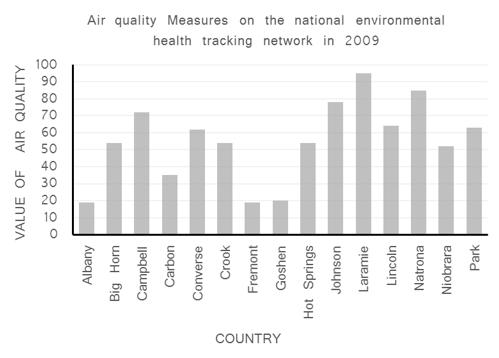 Air quality Measures on the national environmental
health tracking network in 2009
VALUE OF AIR QUALITY
100
90
80
70
60
50
40
30
20
10
0
Albany
Big Horn
Campbell
Carbon
Converse
Crook
Fremont
Goshen
Hot Springs
Johnson
Laramie
Lincoln
Natrona
Niobrara
Park
COUNTRY